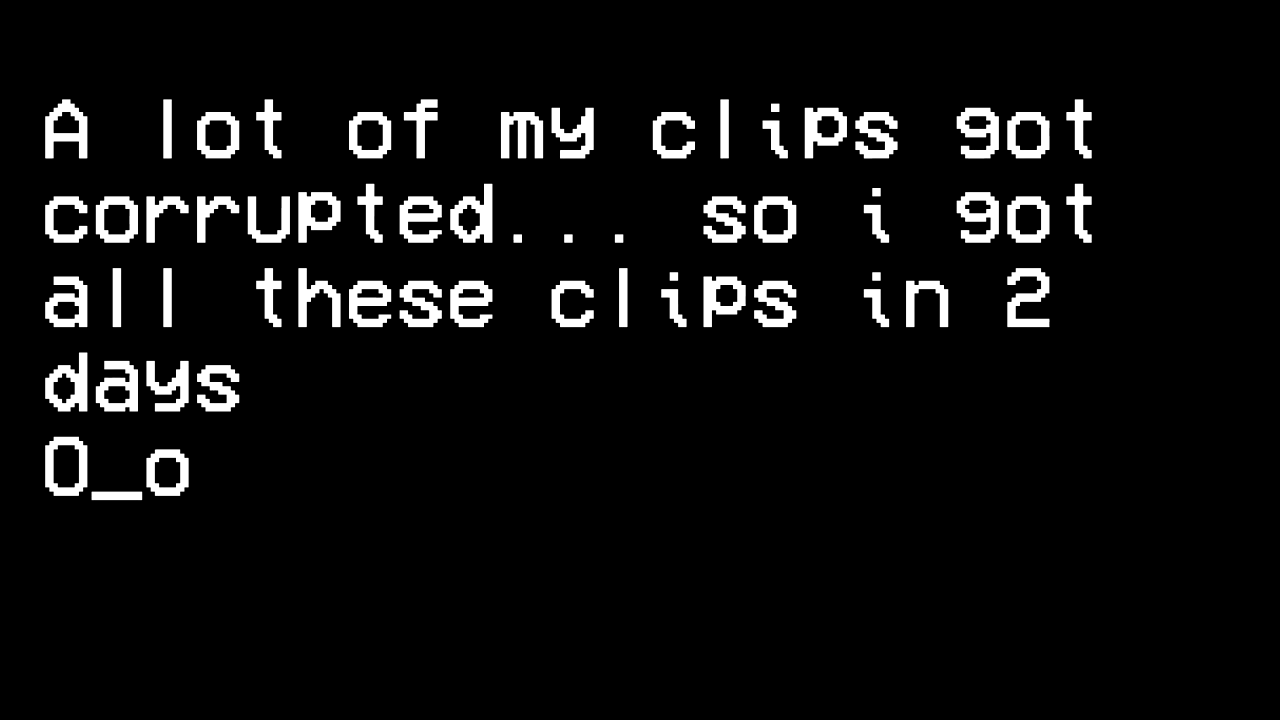 A lot of my clips got
corrupted... so i got
all these clips in 2
days
O_o